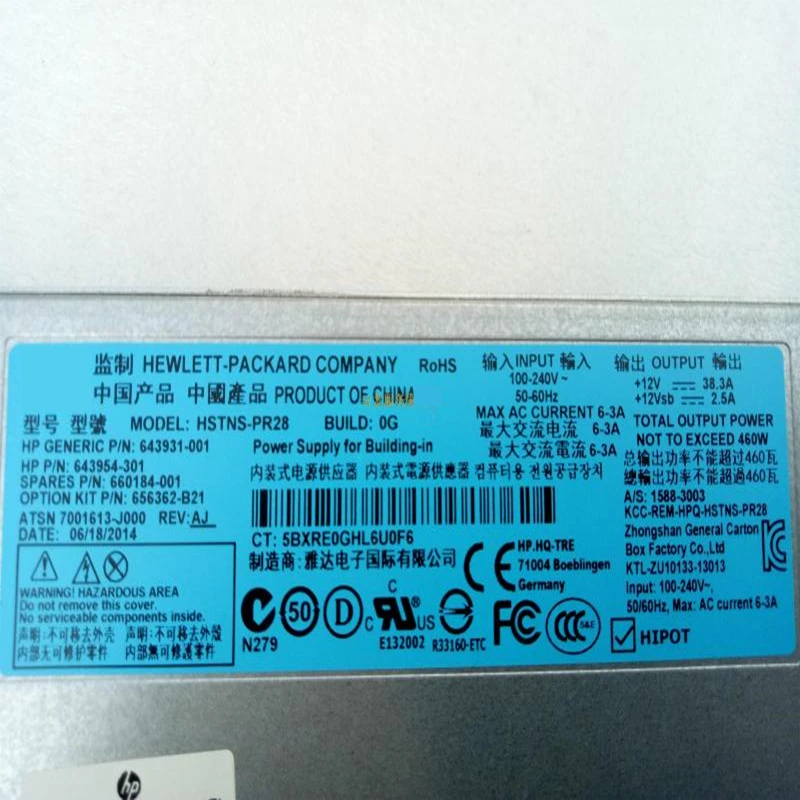 监制 HEWLETT-PACKARD COMPANY RoHS
中国产品 中國產品 PRODUCT OF CHINA
型号 型號 MODEL: HSTNS-PR28 BUILD: 0G
HP GENERIC P/N: 643931-001
HP P/N: 643954-301
SPARES P/N: 660184-001
OPTION KIT P/N: 656362-B21
ATSN 7001613-J000 REV: AJ
DATE: 06/18/2014
Power Supply for Building-in
内装式电源供应器 內裝式電源供應器 컴퓨터용 전원공급장치
CT: 5BXRE0GHL6U0F6
制造商: 雅达电子国际有限公司
输入 INPUT 輸入
100-240V~
50-60Hz
MAX AC CURRENT 6-3A
最大交流电流 6-3A
最大交流電流 6-3A
输出 OUTPUT 輸出
+12V 38.3A
+12Vsb 2.5A
TOTAL OUTPUT POWER
NOT TO EXCEED 460W
总输出功率不能超过460瓦
總輸出功率不能超過460瓦
A/S: 1588-3003
KCC-REM-HPQ-HSTNS-PR28
Zhongshan General Carton
Box Factory Co.,Ltd
KTL-ZU10133-13013
Input: 100-240V~,
50/60Hz, Max: AC current 6-3A
WARNING! HAZARDOUS AREA
Do not remove this cover.
No serviceable components inside.
声明: 不可移去外壳 声明: 不可移去外殼
内部无可修护零件 內部無可修護零件
CE
HP.HQ-TRE
71004 Boeblingen
Germany
N279
50
D
C UR® US
C
E132002
R33160-ETC
FC
CCC S&E
HIPOT
hp